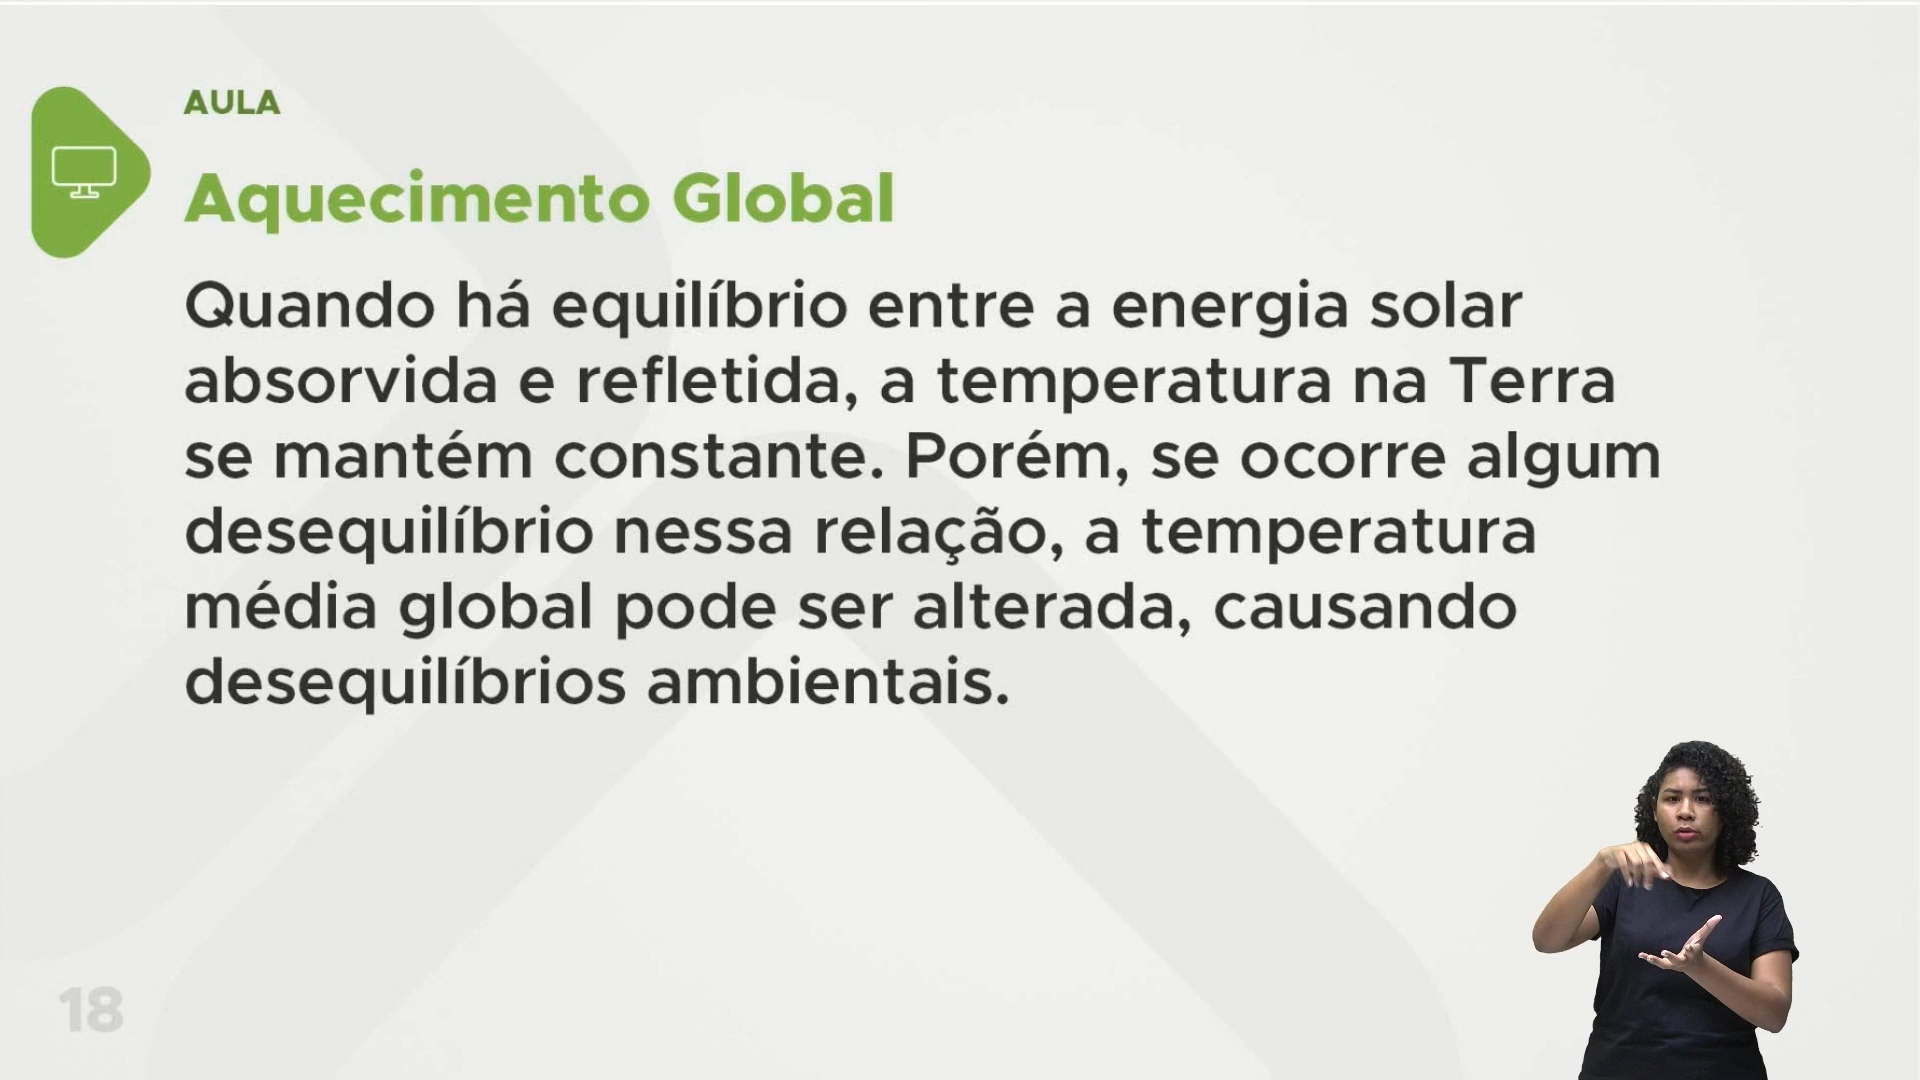 AULA
Aquecimento Global
Quando há equilíbrio entre a energia solar
absorvida e refletida, a temperatura na Terra
se mantém constante. Porém, se ocorre algum
desequilíbrio nessa relação, a temperatura
média global pode ser alterada, causando
desequilíbrios ambientais.
18